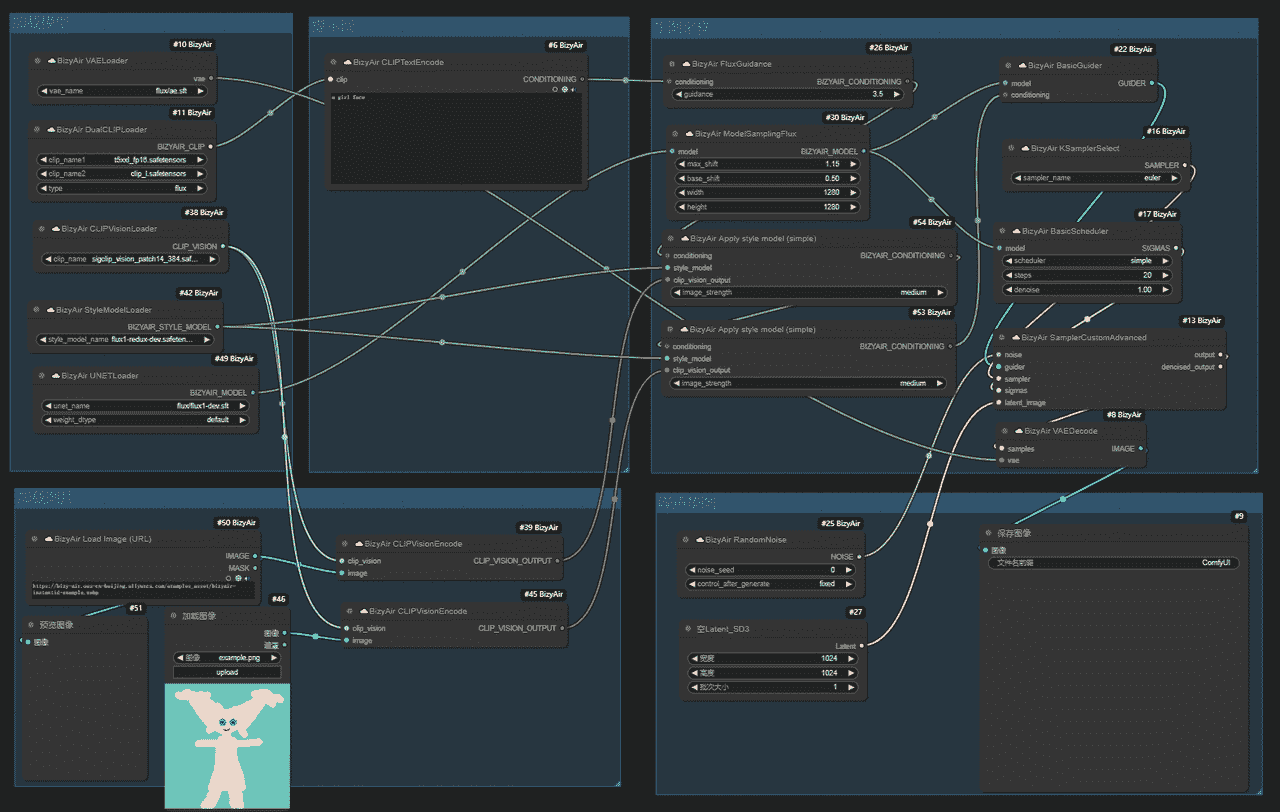 #10 BizyAir
BizyAir VAELoader
vae
vae_name flux/ae.sft
#11 BizyAir
BizyAir DualCLIPLoader
BIZYAIR_CLIP
clip_name1 t5xxl_fp16.safetensors
clip_name2 clip_l.safetensors
type flux
#38 BizyAir
BizyAir CLIPVisionLoader
CLIP_VISION
clip_name sigclip_vision_patch14_384.saf...
#42 BizyAir
BizyAir StyleModelLoader
BIZYAIR_STYLE_MODEL
style_model_name flux1-redux-dev.safeten...
#49 BizyAir
BizyAir UNETLoader
BIZYAIR_MODEL
unet_name flux/flux1-dev.sft
weight_dtype default
#6 BizyAir
BizyAir CLIPTextEncode
clip CONDITIONING
a girl face
#26 BizyAir
BizyAir FluxGuidance
conditioning BIZYAIR_CONDITIONING
guidance 3.5
#30 BizyAir
BizyAir ModelSamplingFlux
model BIZYAIR_MODEL
max_shift 1.15
base_shift 0.50
width 1280
height 1280
#54 BizyAir
BizyAir Apply style model (simple)
conditioning BIZYAIR_CONDITIONING
style_model
clip_vision_output
image_strength medium
#53 BizyAir
BizyAir Apply style model (simple)
conditioning BIZYAIR_CONDITIONING
style_model
clip_vision_output
image_strength medium
#22 BizyAir
BizyAir BasicGuider
model GUIDER
conditioning
#16 BizyAir
BizyAir KSamplerSelect
SAMPLER
sampler_name euler
#17 BizyAir
BizyAir BasicScheduler
model SIGMAS
scheduler simple
steps 20
denoise 1.00
#13 BizyAir
BizyAir SamplerCustomAdvanced
noise output
guider denoised_output
sampler
sigmas
latent_image
#8 BizyAir
BizyAir VAEDecode
samples IMAGE
vae
#50 BizyAir
BizyAir Load Image (URL)
IMAGE
MASK
#51
预览图像
图像
#46
加载图像
图像
遮罩
图像 example.png
upload
#39 BizyAir
BizyAir CLIPVisionEncode
clip_vision CLIP_VISION_OUTPUT
image
#45 BizyAir
BizyAir CLIPVisionEncode
clip_vision CLIP_VISION_OUTPUT
image
#25 BizyAir
BizyAir RandomNoise
NOISE
noise_seed 0
control_after_generate fixed
#27
空Latent_SD3
Latent
宽度 1024
高度 1024
批次大小 1
#9
保存图像
图像
文件名前缀 ComfyUI